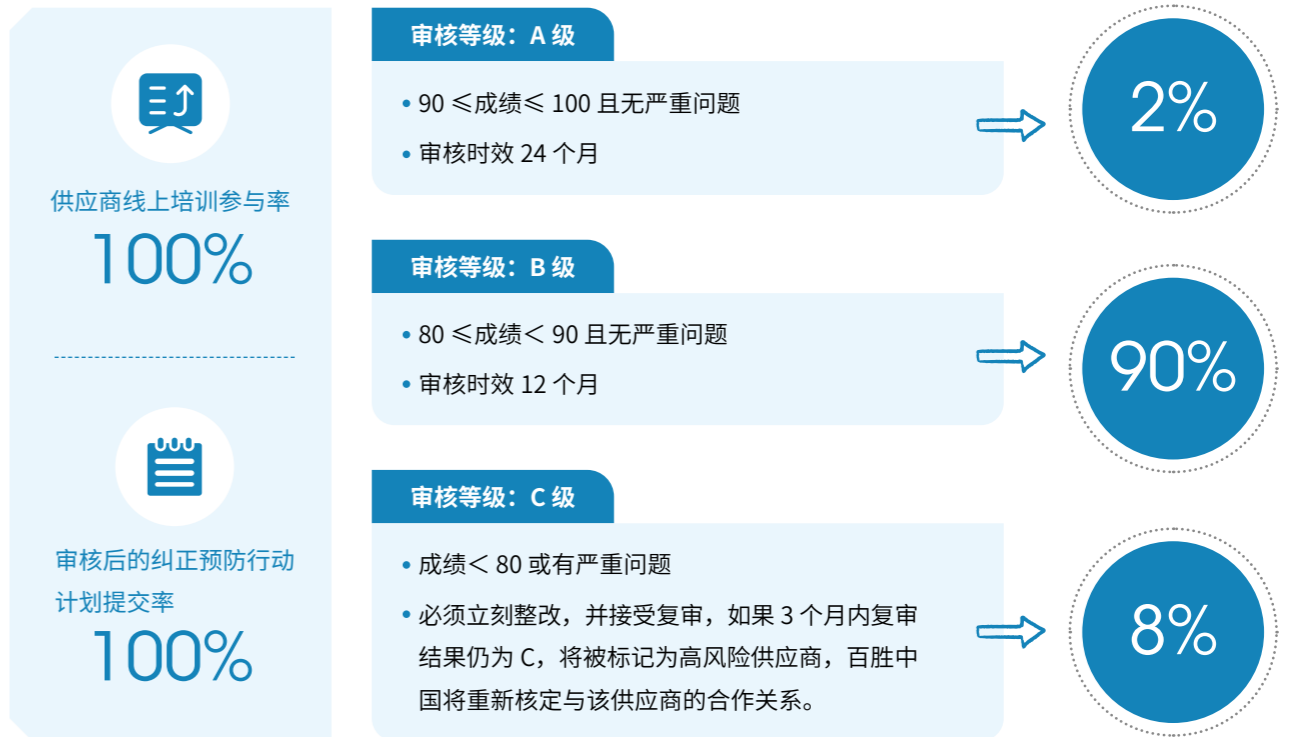 供应商线上培训参与率
100%
审核后的纠正预防行动
计划提交率
100%
审核等级：A 级
• 90 ≤成绩≤ 100 且无严重问题
• 审核时效 24 个月
2%
审核等级：B 级
• 80 ≤成绩＜ 90 且无严重问题
• 审核时效 12 个月
90%
审核等级：C 级
• 成绩＜ 80 或有严重问题
• 必须立刻整改，并接受复审，如果 3 个月内复审
结果仍为 C，将被标记为高风险供应商，百胜中
国将重新核定与该供应商的合作关系。
8%